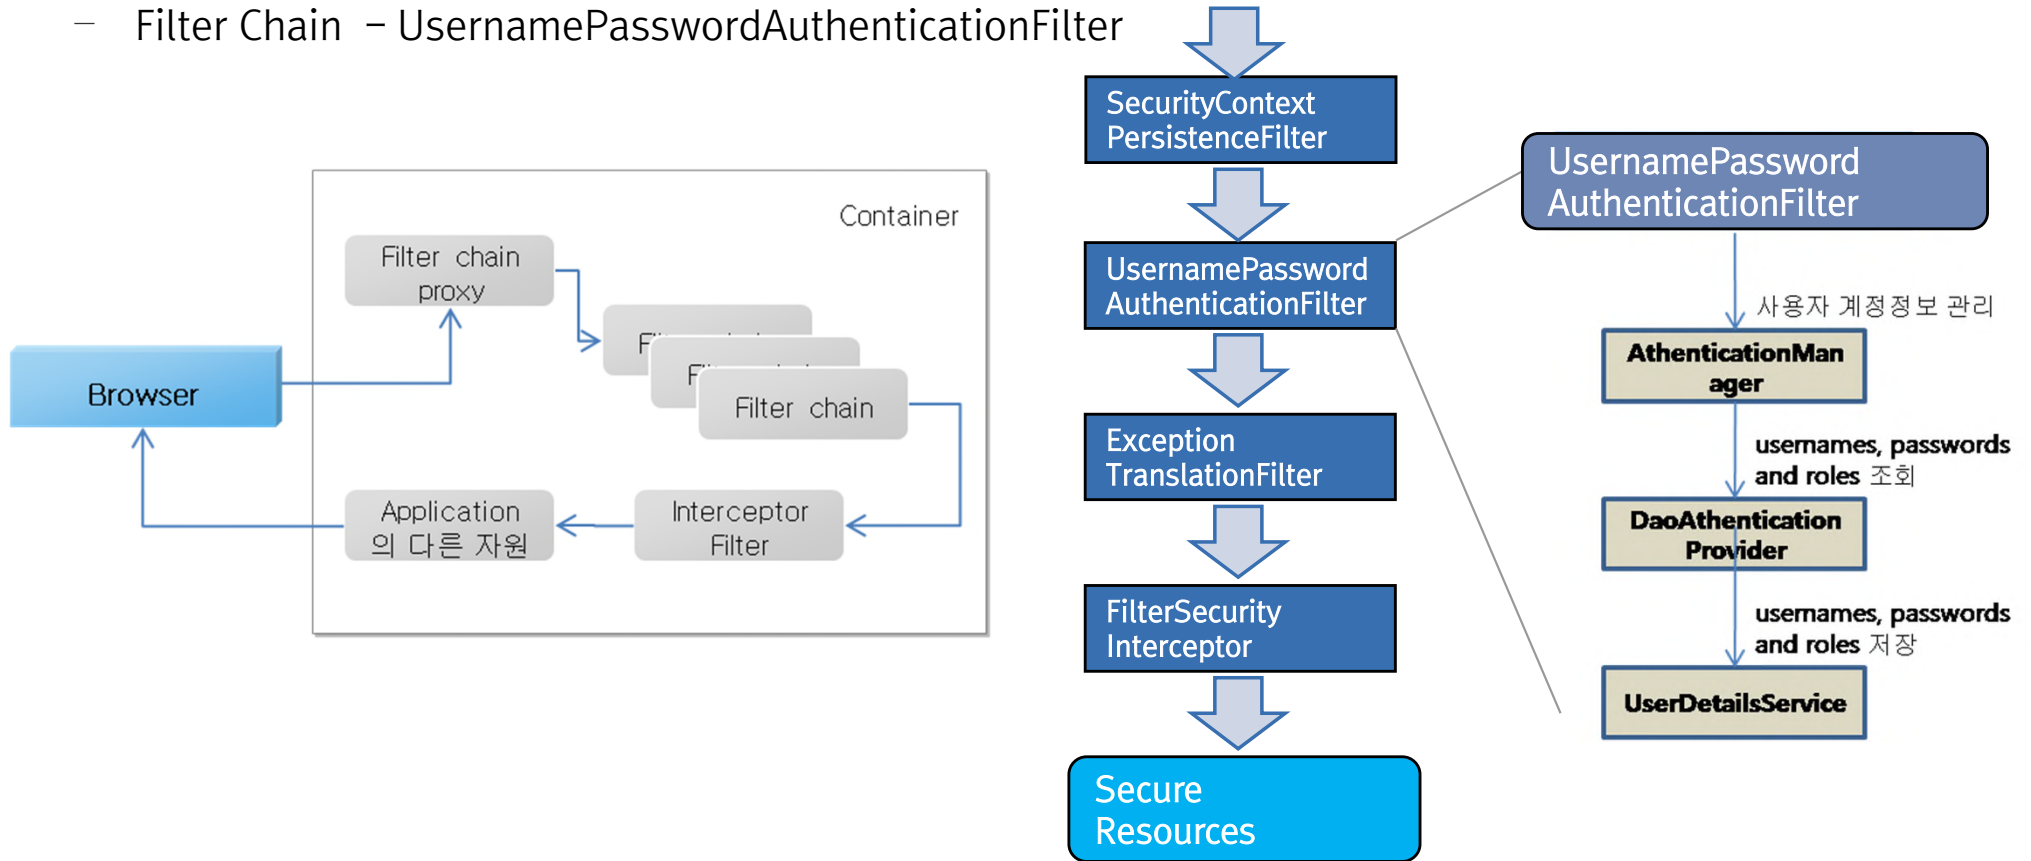 – Filter Chain – UsernamePasswordAuthenticationFilter
Container
Filter chain
proxy
Filter chain
Browser
Application
의 다른 자원
Interceptor
Filter
SecurityContext
PersistenceFilter
UsernamePassword
AuthenticationFilter
Exception
TranslationFilter
FilterSecurity
Interceptor
Secure
Resources
UsernamePassword
AuthenticationFilter
사용자 계정정보 관리
AthenticationMan
ager
usernames, passwords
and roles 조회
DaoAthentication
Provider
usernames, passwords
and roles 저장
UserDetailsService